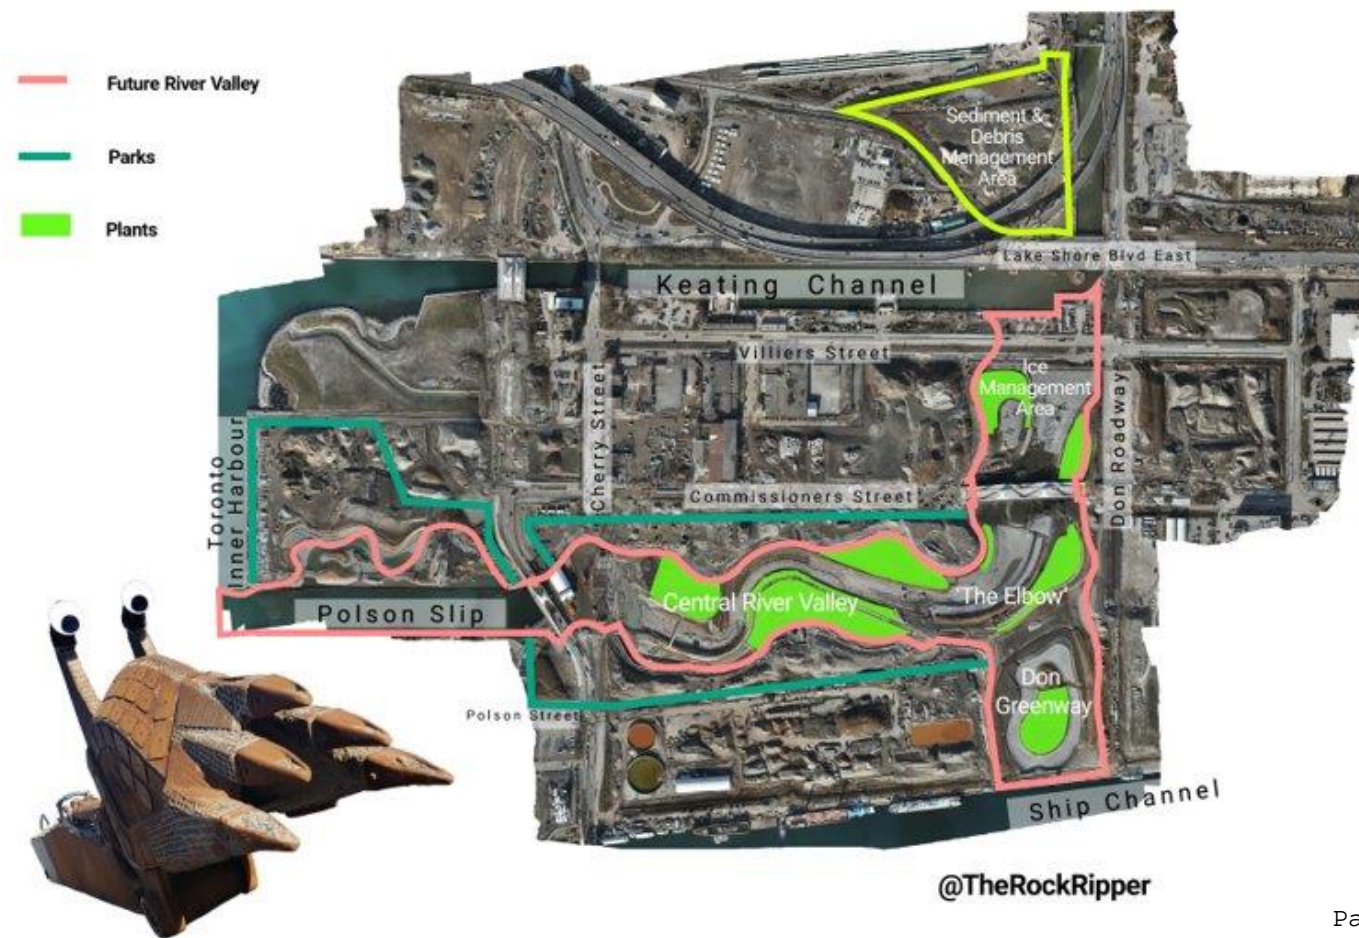 Future River Valley
Parks
Plants
Sediment &
Debris
Management
Area
Lake Shore Blvd East
Keating Channel
Villiers Street
Ice
Management
Area
Cherry Street
Don Roadway
Toronto
Inner Harbour
Commissioners Street
Polson Slip
Central River Valley
'The Elbow'
Don
Greenway
Polson Street
Ship Channel
@TheRockRipper
Pa